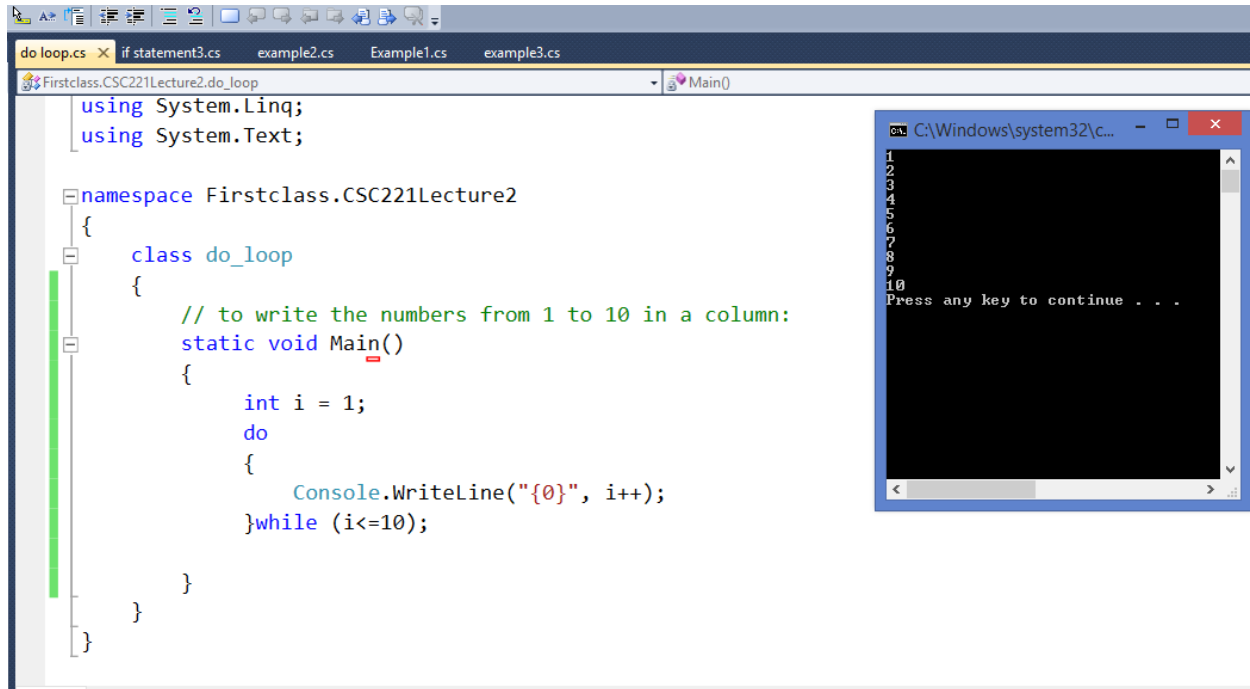 do loop.cs if statement3.cs example2.cs Example1.cs example3.cs
Firstclass.CSC221Lecture2.do_loop Main()
using System.Linq;
using System.Text;
namespace Firstclass.CSC221Lecture2
{
class do_loop
{
// to write the numbers from 1 to 10 in a column:
static void Main()
{
int i = 1;
do
{
Console.WriteLine("{0}", i++);
}while (i<=10);
}
}
}
C:\Windows\system32\c...
1
2
3
4
5
6
7
8
9
10
Press any key to continue . . .